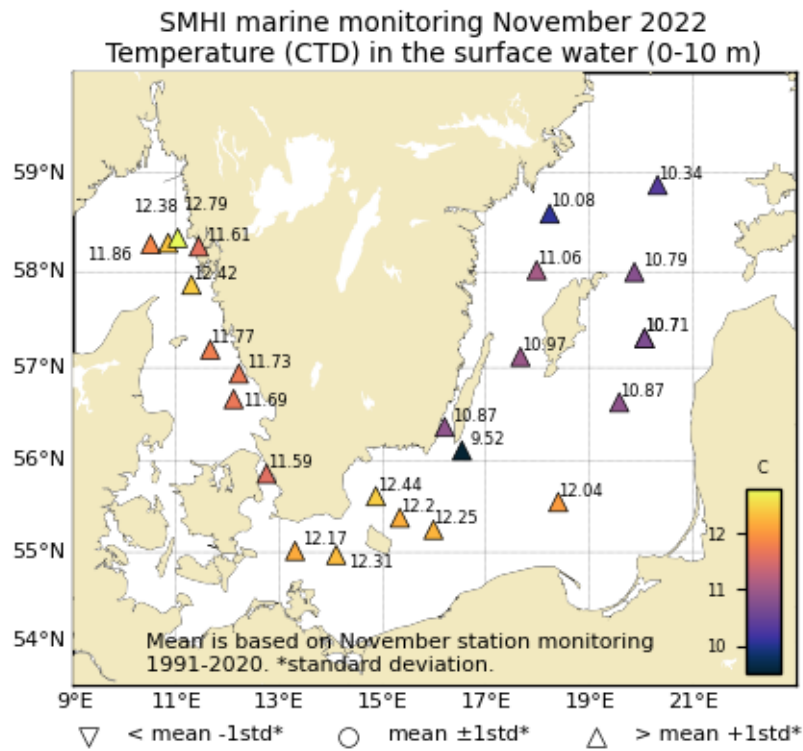 SMHI marine monitoring November 2022
Temperature (CTD) in the surface water (0-10 m)
59°N
10.34
12.38 12.79
10.08
11.86
11.61
58°N
11.06
10.79
12.42
11.77
10.71
57°N
11.73
10.97
11.69
10.87
10.87
56°N
9.52
11.59
C
12.44
12.2
12.04
12.25
12
55°N
12.17
12.31
11
10
54°N
Mean is based on November station monitoring
1991-2020. *standard deviation.
9°E 11°E 13°E 15°E 17°E 19°E 21°E
▽ < mean -1std* ○ mean ±1std* △ > mean +1std*